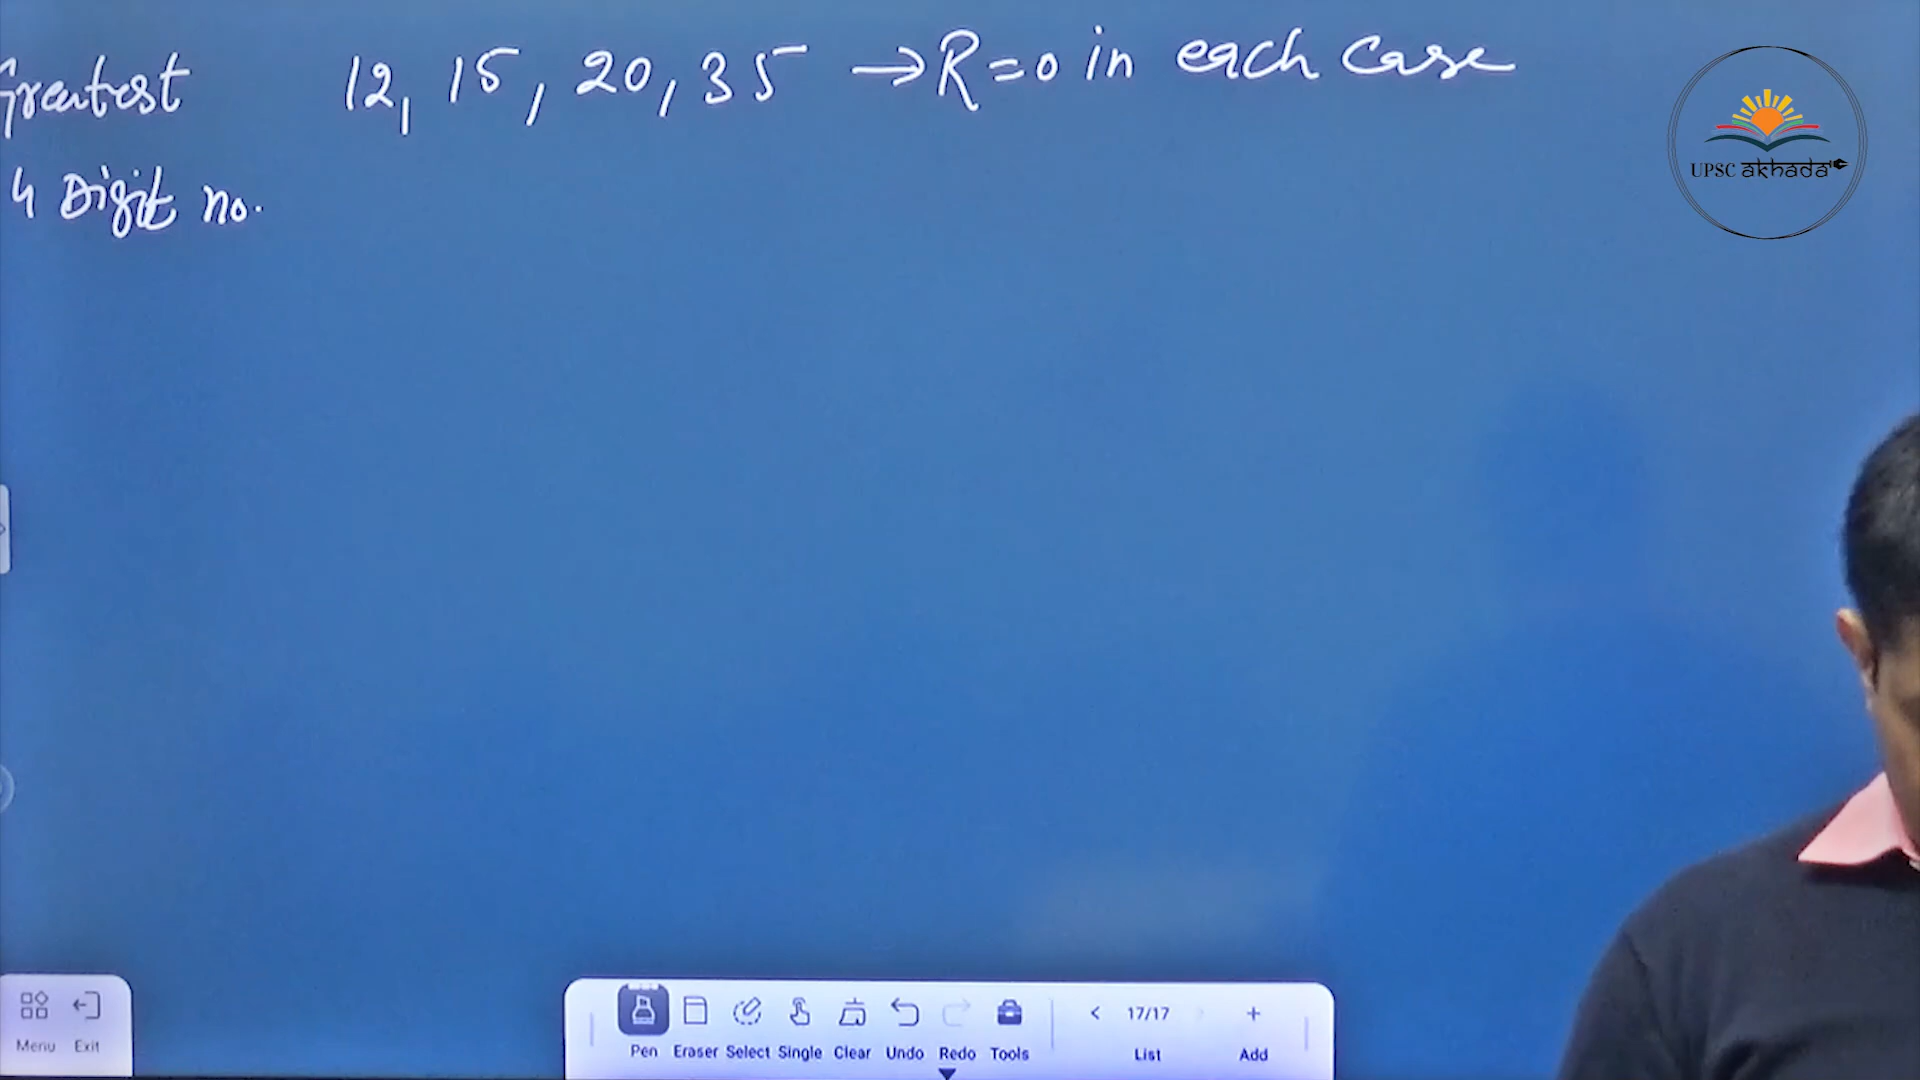 Greatest 12, 15, 20, 35 → R=0 in each case
4 Digit no.
UPSC akhada
Menu Exit
Pen Eraser Select Single Clear Undo Redo Tools
< 17/17 > +
List Add